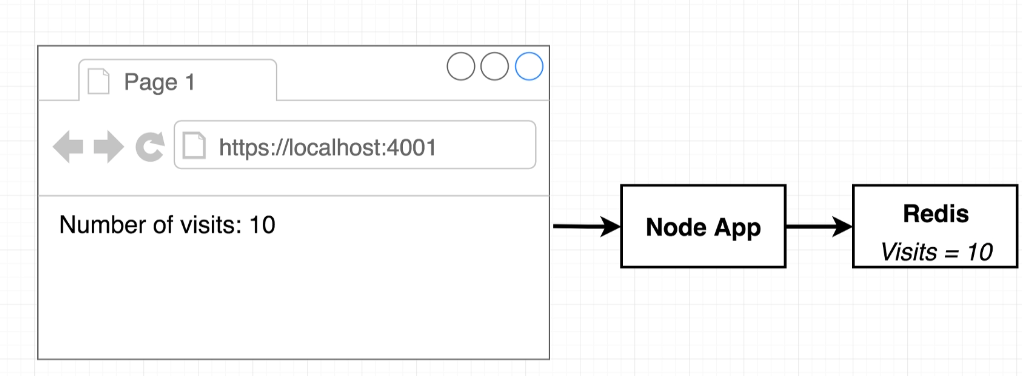 Page 1
https://localhost:4001
Number of visits: 10
Node App
Redis
Visits = 10